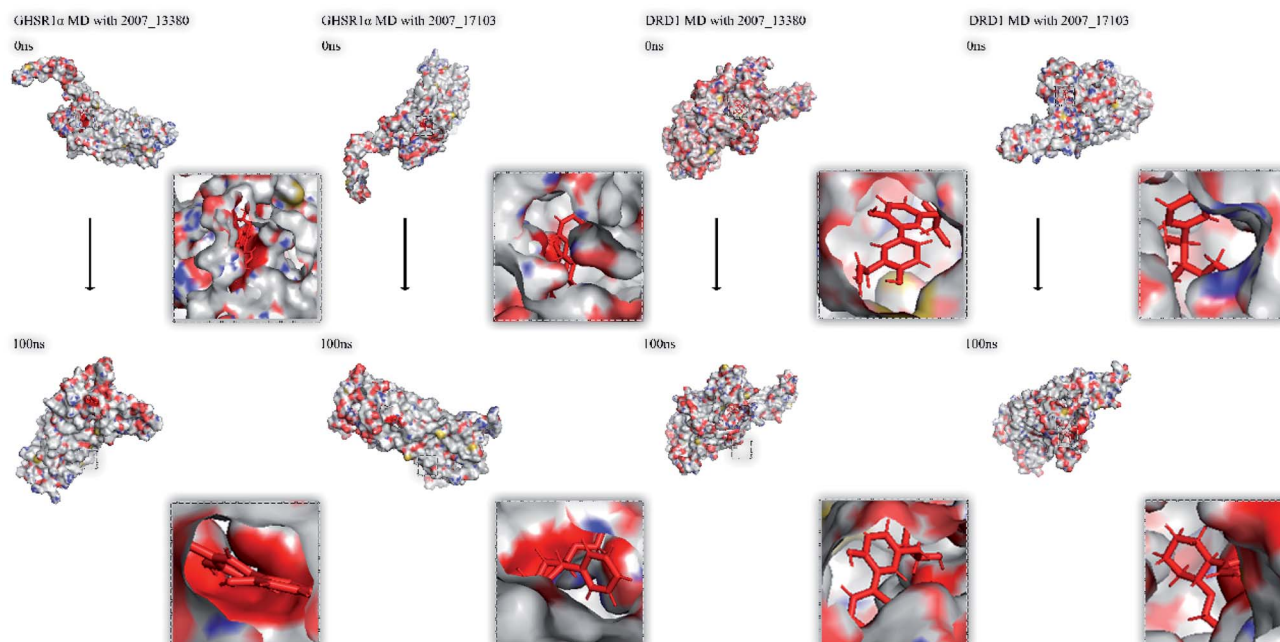 GHSR1α MD with 2007_13380
GHSR1α MD with 2007_17103
DRD1 MD with 2007_13380
DRD1 MD with 2007_17103
0ns
0ns
0ns
0ns
100ns
100ns
100ns
100ns